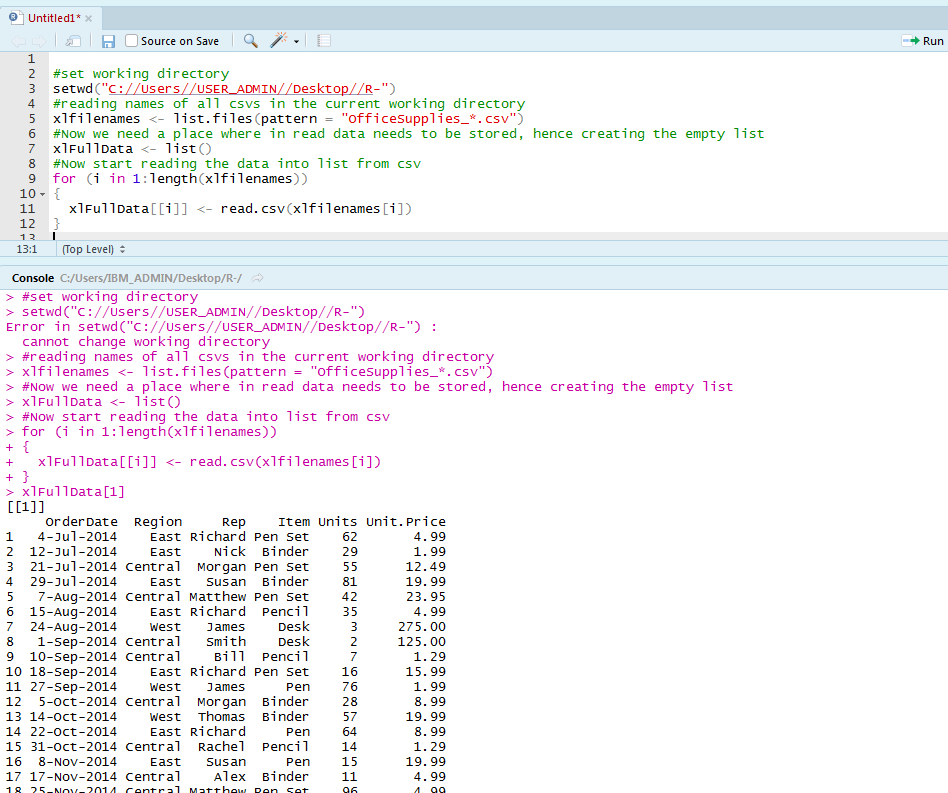 Untitled1*
Source on Save
Run
1
2 #set working directory
3 setwd("C://Users//USER_ADMIN//Desktop//R-")
4 #reading names of all csvs in the current working directory
5 xlfilenames <- list.files(pattern = "OfficeSupplies_*.csv")
6 #Now we need a place where in read data needs to be stored, hence creating the empty list
7 xlFullData <- list()
8 #Now start reading the data into list from csv
9 for (i in 1:length(xlfilenames))
10 {
11 xlFullData[[i]] <- read.csv(xlfilenames[i])
12 }
13
13:1 (Top Level)
Console C:/Users/IBM_ADMIN/Desktop/R-/
> #set working directory
> setwd("C://Users//USER_ADMIN//Desktop//R-")
Error in setwd("C://Users//USER_ADMIN//Desktop//R-") :
cannot change working directory
> #reading names of all csvs in the current working directory
> xlfilenames <- list.files(pattern = "OfficeSupplies_*.csv")
> #Now we need a place where in read data needs to be stored, hence creating the empty list
> xlFullData <- list()
> #Now start reading the data into list from csv
> for (i in 1:length(xlfilenames))
+ {
+ xlFullData[[i]] <- read.csv(xlfilenames[i])
+ }
> xlFullData[1]
[[1]]
OrderDate Region Rep Item Units Unit.Price
1 4-Jul-2014 East Richard Pen Set 62 4.99
2 12-Jul-2014 East Nick Binder 29 1.99
3 21-Jul-2014 Central Morgan Pen Set 55 12.49
4 29-Jul-2014 East Susan Binder 81 19.99
5 7-Aug-2014 Central Matthew Pen Set 42 23.95
6 15-Aug-2014 East Richard Pencil 35 4.99
7 24-Aug-2014 West James Desk 3 275.00
8 1-Sep-2014 Central Smith Desk 2 125.00
9 10-Sep-2014 Central Bill Pencil 7 1.29
10 18-Sep-2014 East Richard Pen Set 16 15.99
11 27-Sep-2014 West James Pen 76 1.99
12 5-Oct-2014 Central Morgan Binder 28 8.99
13 14-Oct-2014 West Thomas Binder 57 19.99
14 22-Oct-2014 East Richard Pen 64 8.99
15 31-Oct-2014 Central Rachel Pencil 14 1.29
16 8-Nov-2014 East Susan Pen 15 19.99
17 17-Nov-2014 Central Alex Binder 11 4.99
18 25-Nov-2014 Central Matthew Pen Set 96 4.99